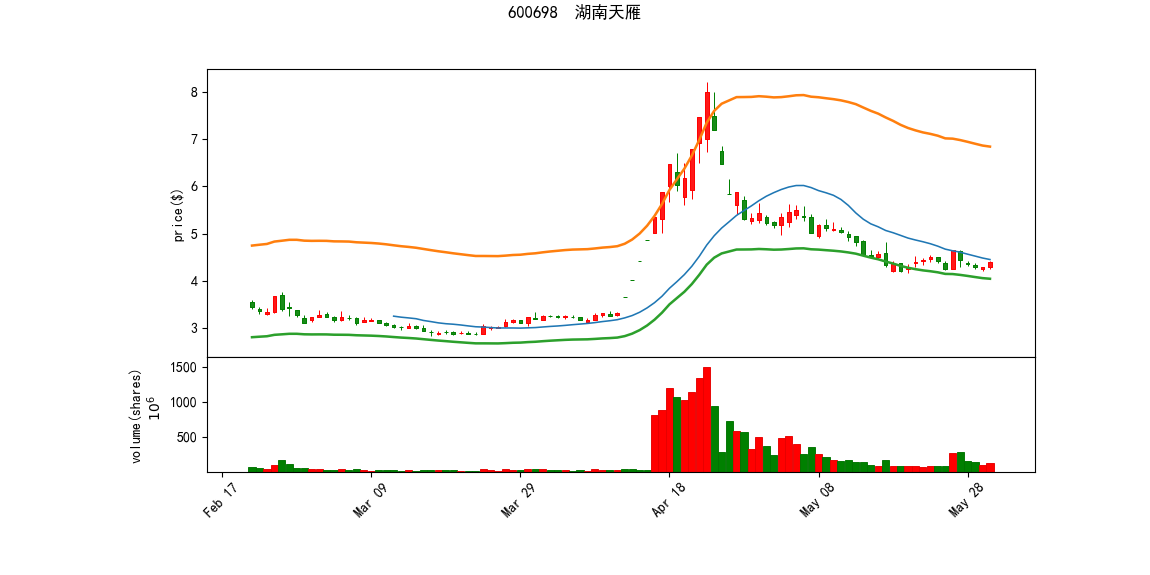 600698  湖南天雁
price($)
8
7
6
5
4
3
volume(shares)
10^6
1500
1000
500
Feb 17
Mar 09
Mar 29
Apr 18
May 08
May 28